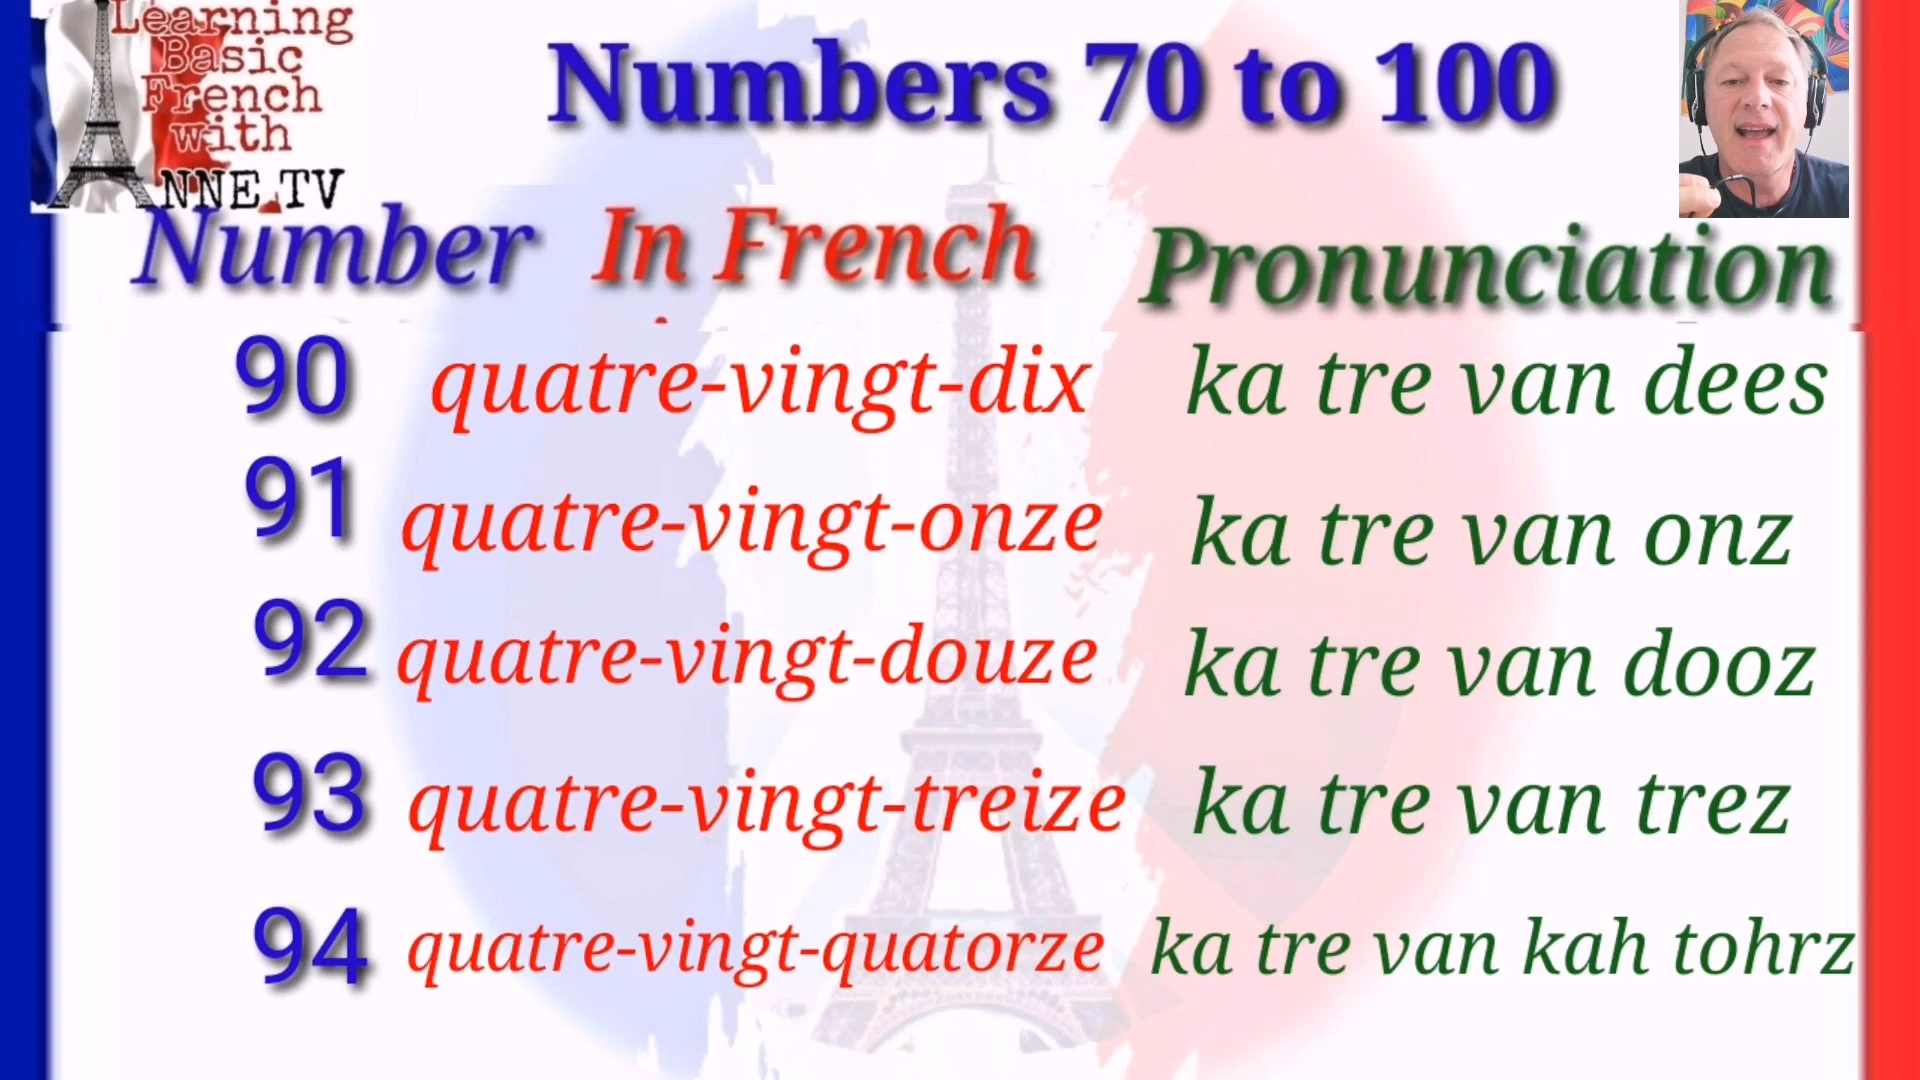 Learning
Basic
French
with
ANNE.TV
Numbers 70 to 100
Number In French Pronunciation
90 quatre-vingt-dix ka tre van dees
91 quatre-vingt-onze ka tre van onz
92 quatre-vingt-douze ka tre van dooz
93 quatre-vingt-treize ka tre van trez
94 quatre-vingt-quatorze ka tre van kah tohrz